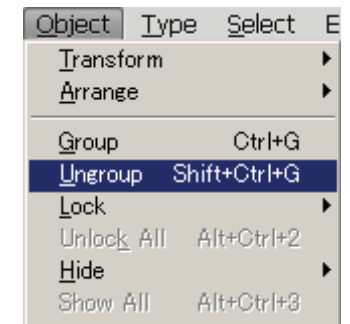 Object Type Select E
Transform
Arrange
Group Ctrl+G
Ungroup Shift+Ctrl+G
Lock
Unlock All Alt+Ctrl+2
Hide
Show All Alt+Ctrl+3